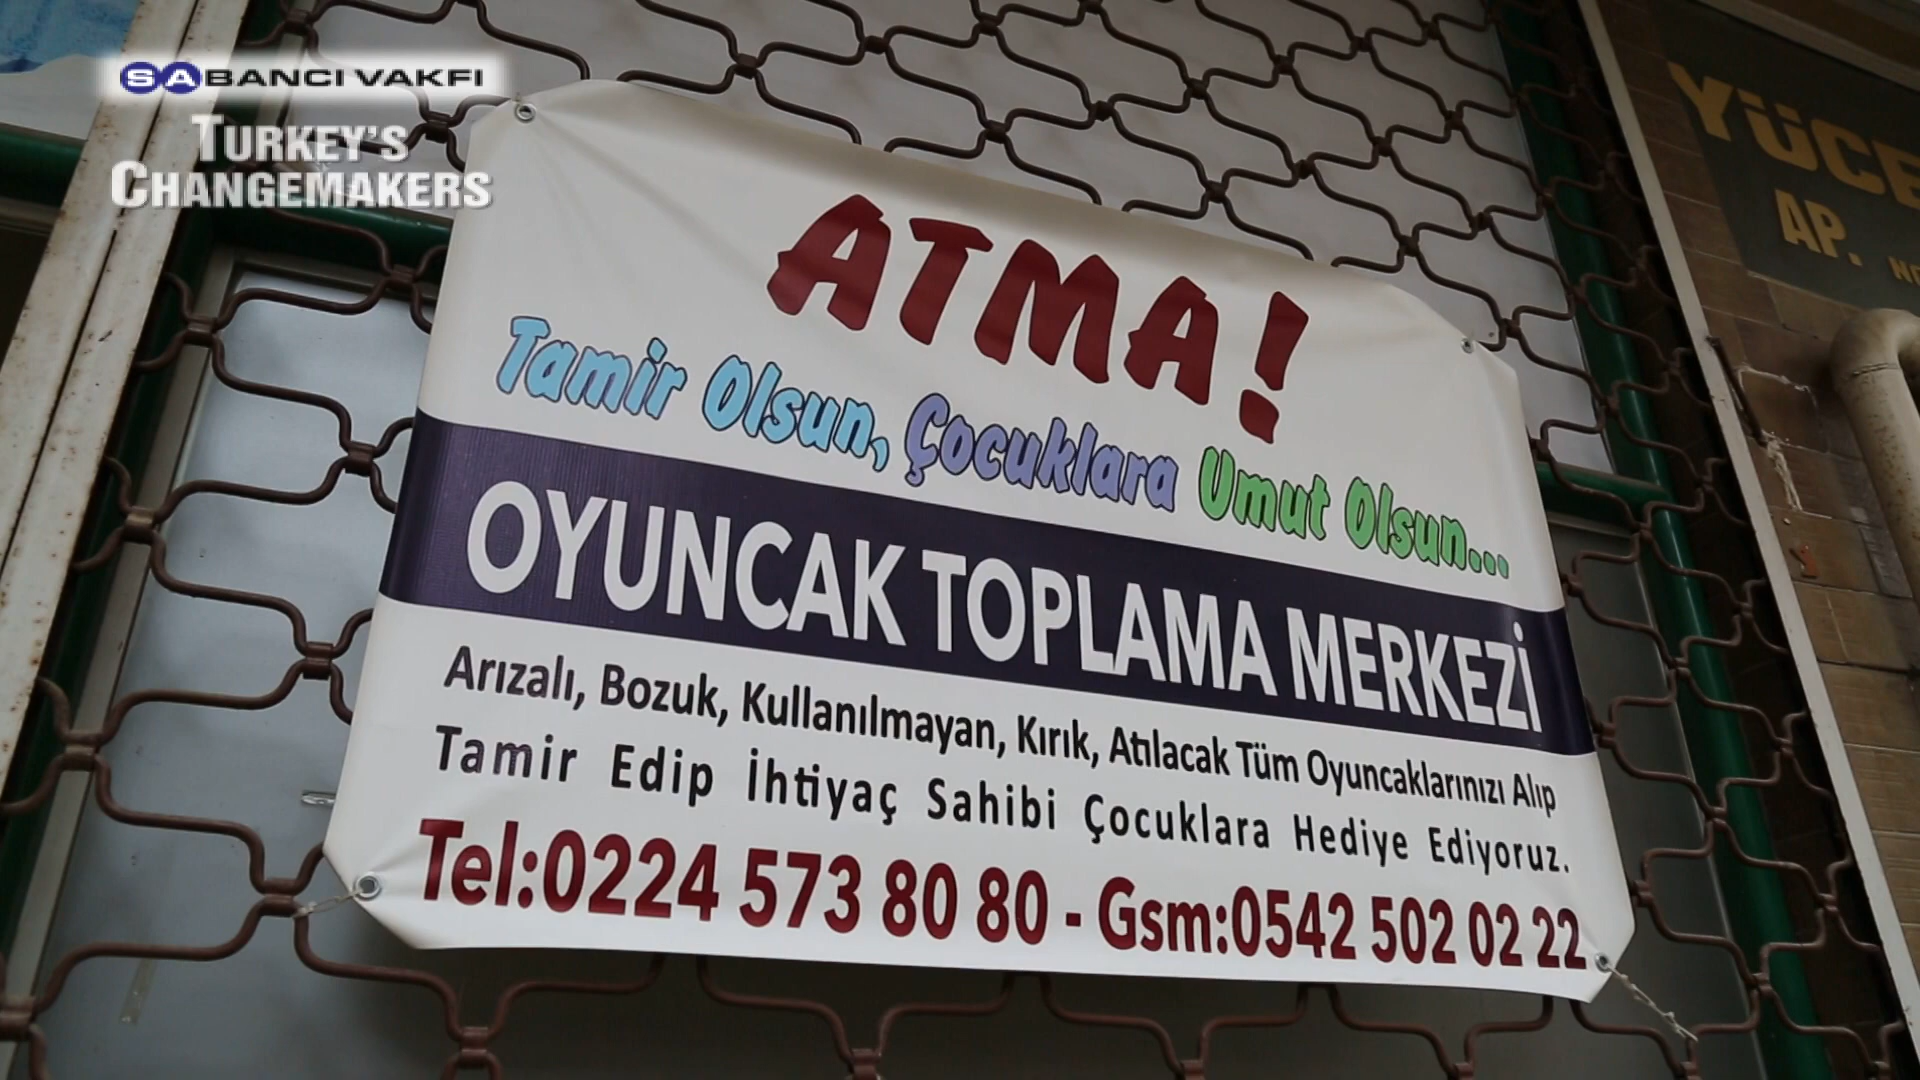 SABANCI VAKFI
TURKEY'S
CHANGEMAKERS
ATMA!
Tamir Olsun, Çocuklara Umut Olsun...
OYUNCAK TOPLAMA MERKEZİ
Arızalı, Bozuk, Kullanılmayan, Kırık, Atılacak Tüm Oyuncaklarınızı Alıp
Tamir Edip İhtiyaç Sahibi Çocuklara Hediye Ediyoruz.
Tel:0224 573 80 80 - Gsm:0542 502 02 22
AP.